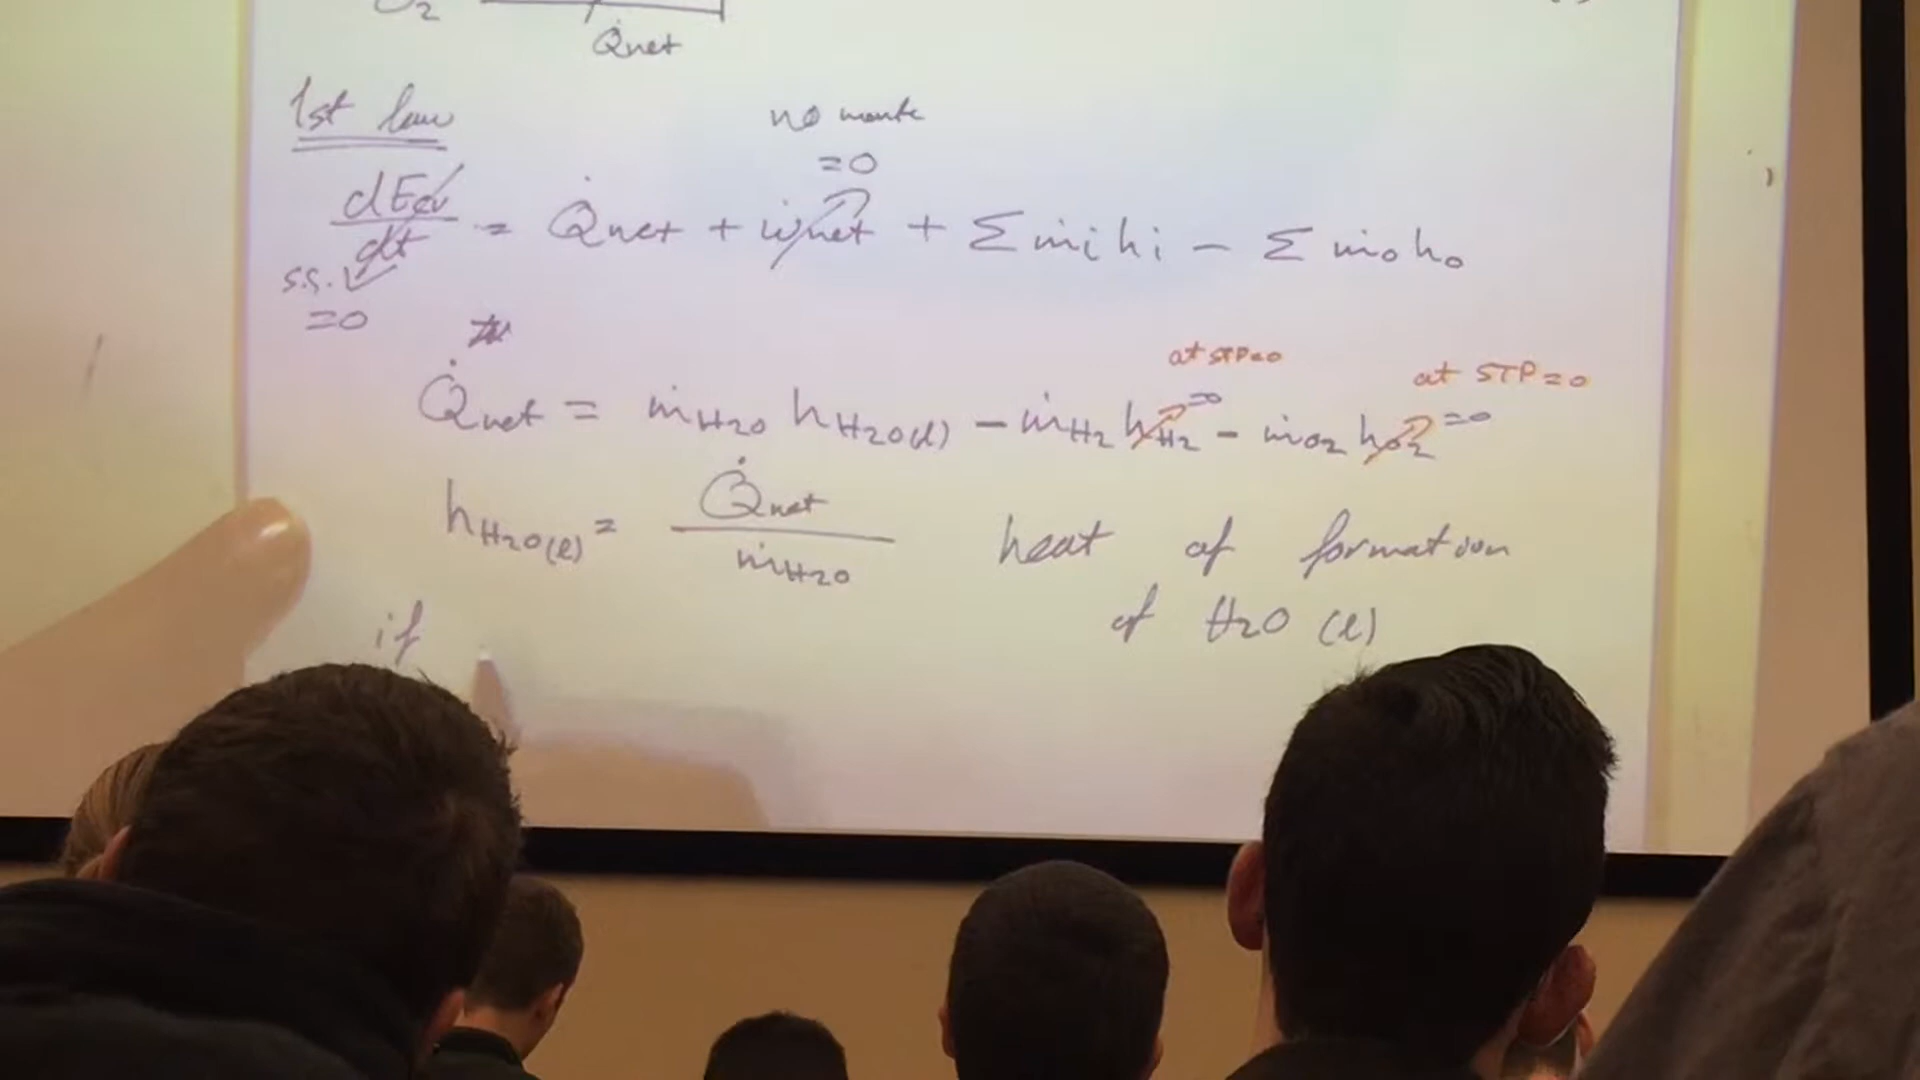 O₂
Q̇net
1st law
no
=0
dEcv/dt = Q̇net + ẇnet + Σ ṁi hi − Σ ṁo ho
s.s.
=0
at STP=0
at STP=0
Q̇net = ṁH₂O hH₂O(l) − ṁH₂ hH₂ =0 − ṁO₂ hO₂ =0
hH₂O(l) = Q̇net / ṁH₂O heat of formation
of H₂O (l)
if